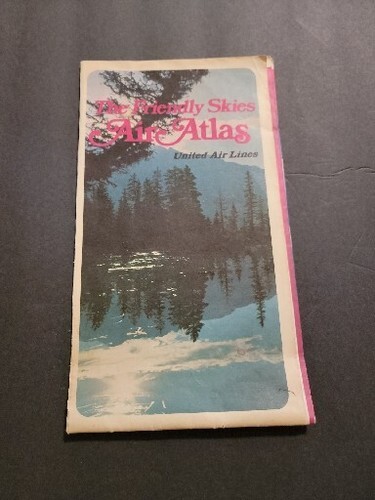 The Friendly Skies
Air Atlas
United Air Lines